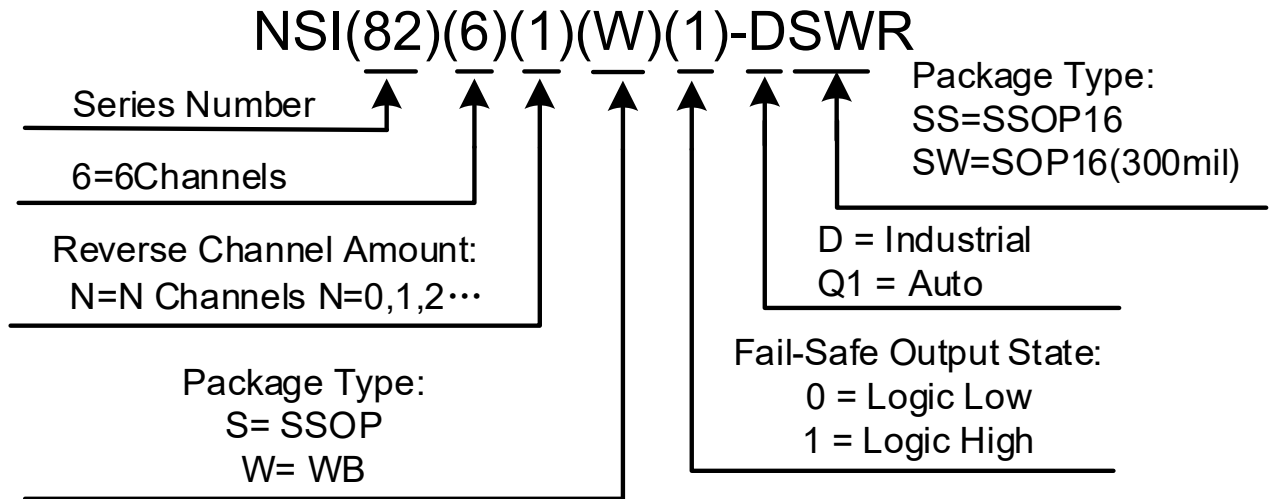 NSI(82)(6)(1)(W)(1)-DSWR
Series Number
6=6Channels
Reverse Channel Amount:
N=N Channels N=0,1,2⋯
Package Type:
S= SSOP
W= WB
Package Type:
SS=SSOP16
SW=SOP16(300mil)
D = Industrial
Q1 = Auto
Fail-Safe Output State:
0 = Logic Low
1 = Logic High